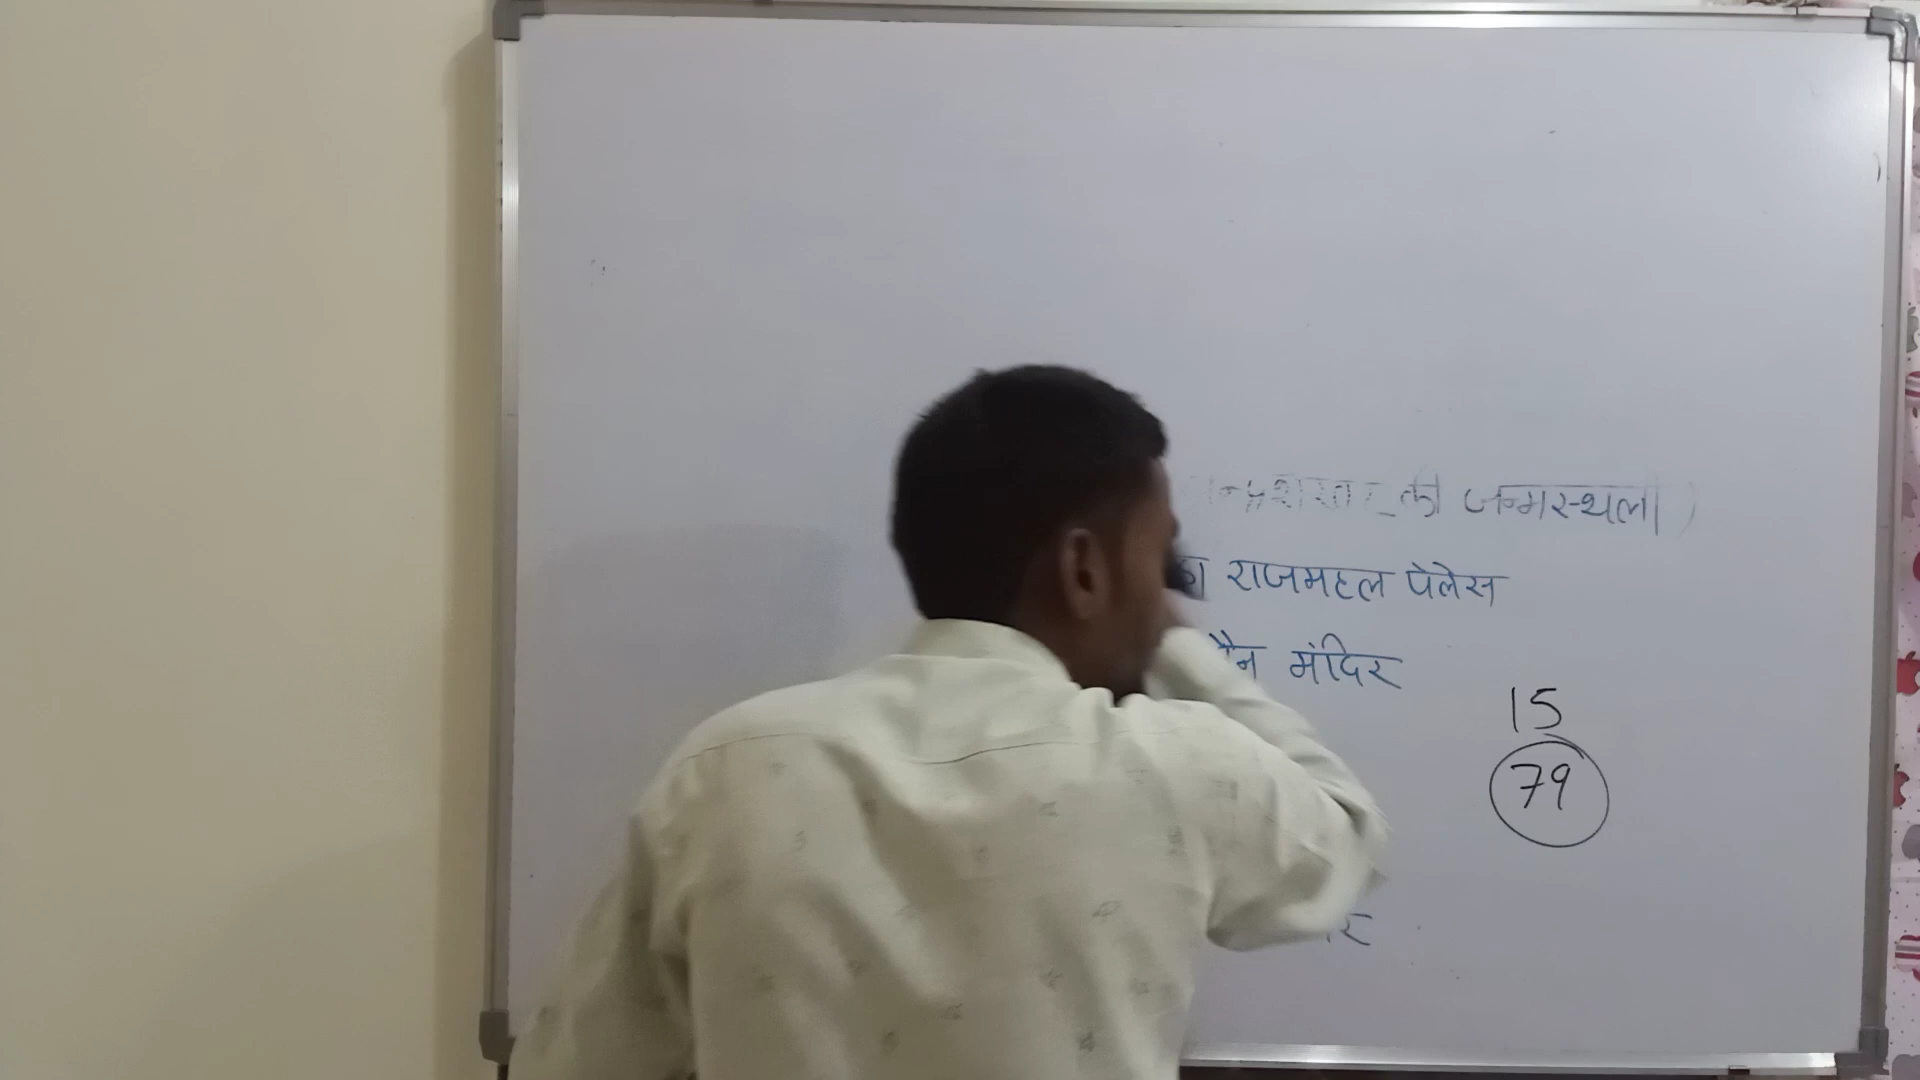 की जन्मस्थली)
का राजमहल पेलेस
जैन मंदिर
15
79